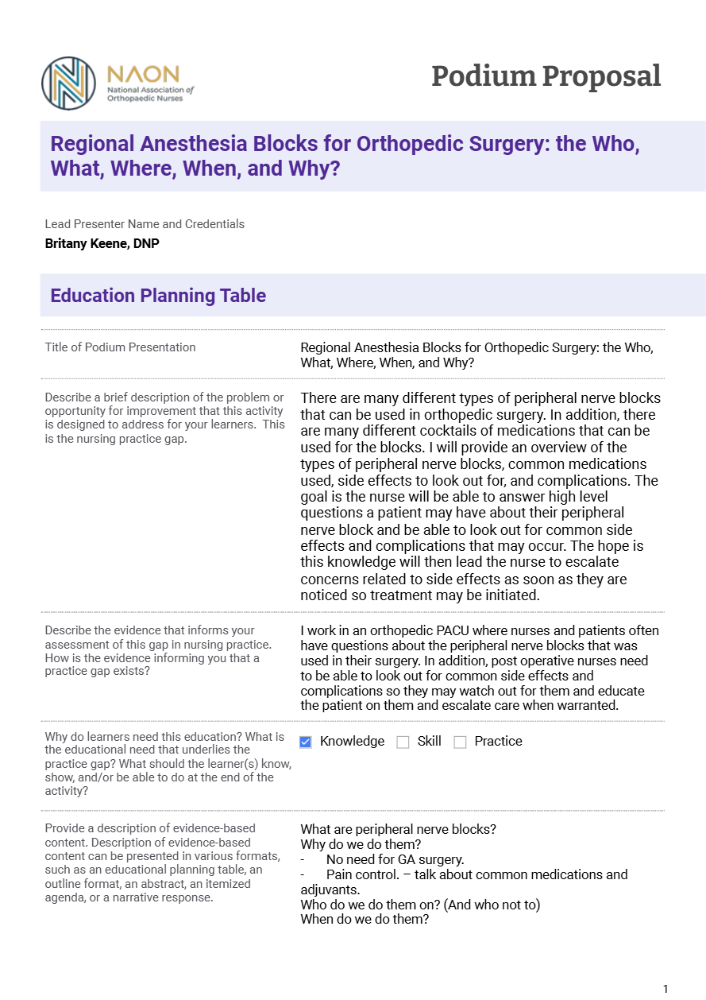 NAON
National Association of
Orthopaedic Nurses
Podium Proposal
Regional Anesthesia Blocks for Orthopedic Surgery: the Who,
What, Where, When, and Why?
Lead Presenter Name and Credentials
Britany Keene, DNP
Education Planning Table
Title of Podium Presentation
Regional Anesthesia Blocks for Orthopedic Surgery: the Who,
What, Where, When, and Why?
Describe a brief description of the problem or
opportunity for improvement that this activity
is designed to address for your learners.  This
is the nursing practice gap.
There are many different types of peripheral nerve blocks
that can be used in orthopedic surgery. In addition, there
are many different cocktails of medications that can be
used for the blocks. I will provide an overview of the
types of peripheral nerve blocks, common medications
used, side effects to look out for, and complications. The
goal is the nurse will be able to answer high level
questions a patient may have about their peripheral
nerve block and be able to look out for common side
effects and complications that may occur. The hope is
this knowledge will then lead the nurse to escalate
concerns related to side effects as soon as they are
noticed so treatment may be initiated.
Describe the evidence that informs your
assessment of this gap in nursing practice.
How is the evidence informing you that a
practice gap exists?
I work in an orthopedic PACU where nurses and patients often
have questions about the peripheral nerve blocks that was
used in their surgery. In addition, post operative nurses need
to be able to look out for common side effects and
complications so they may watch out for them and educate
the patient on them and escalate care when warranted.
Why do learners need this education? What is
the educational need that underlies the
practice gap? What should the learner(s) know,
show, and/or be able to do at the end of the
activity?
Knowledge Skill Practice
Provide a description of evidence-based
content. Description of evidence-based
content can be presented in various formats,
such as an educational planning table, an
outline format, an abstract, an itemized
agenda, or a narrative response.
What are peripheral nerve blocks?
Why do we do them?
- No need for GA surgery.
- Pain control. – talk about common medications and
adjuvants.
Who do we do them on? (And who not to)
When do we do them?
1